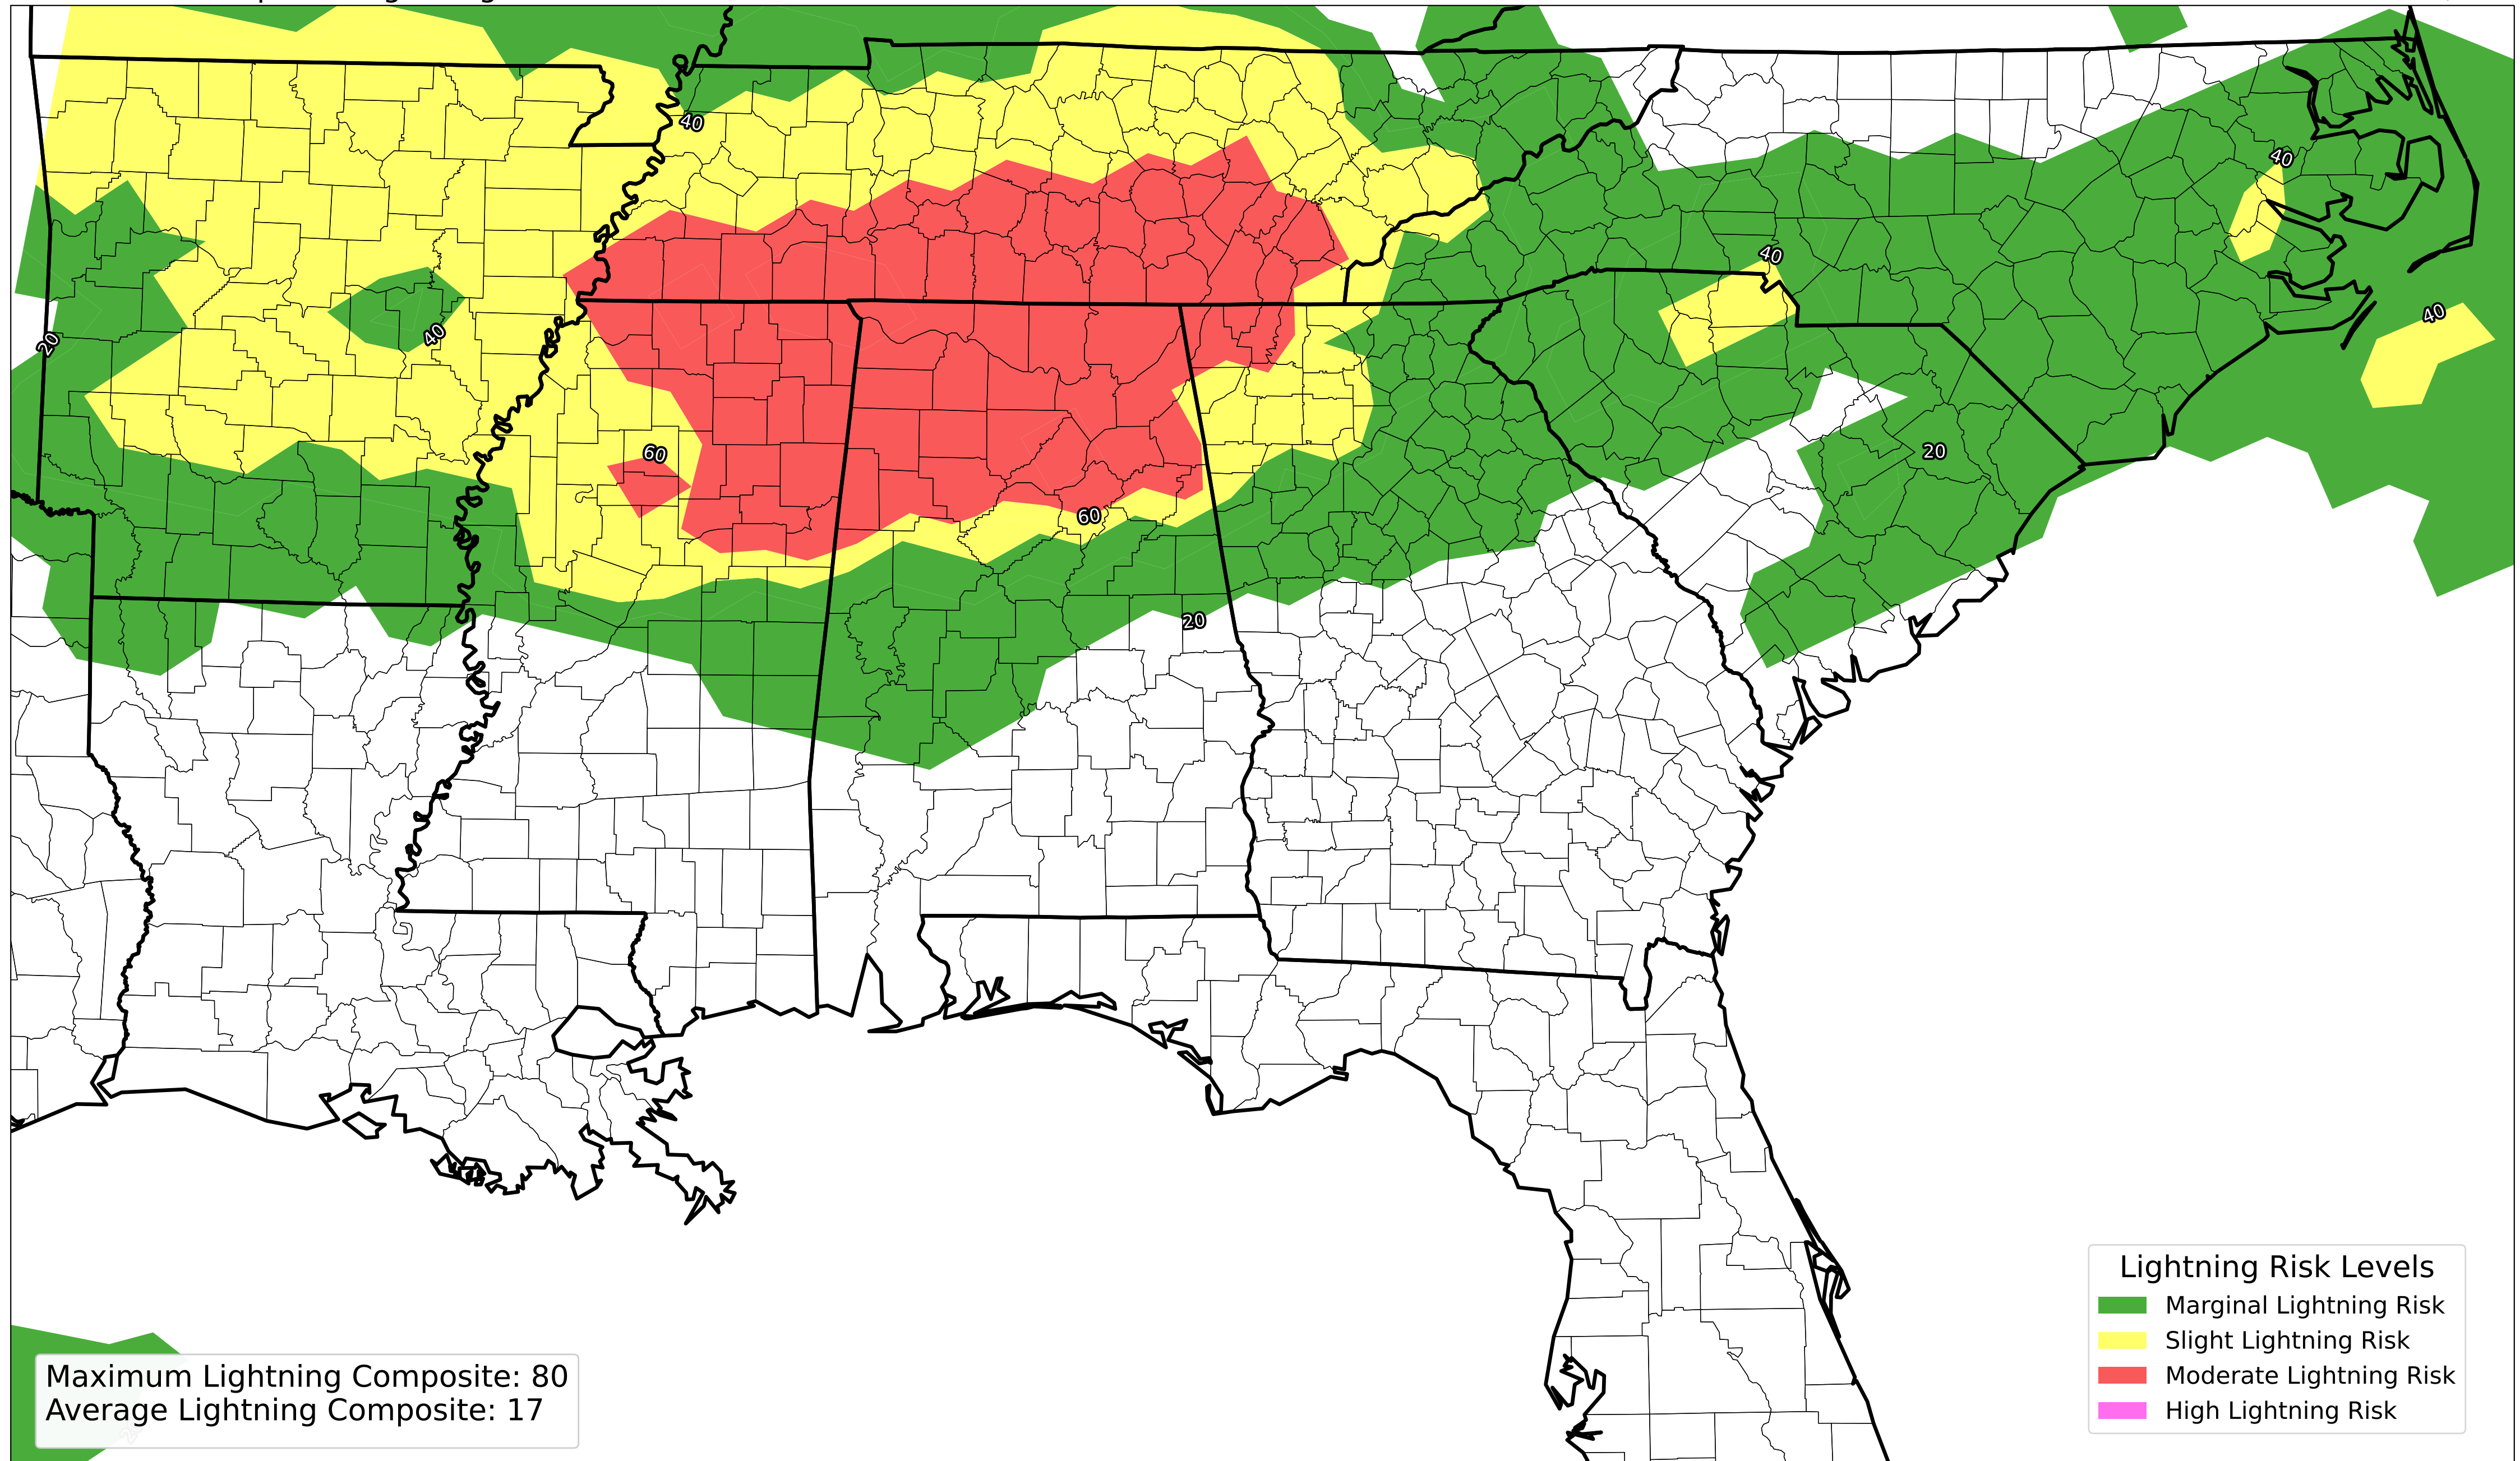 40
40
40
20
40
40
60
20
60
20
Lightning Risk Levels
Marginal Lightning Risk
Slight Lightning Risk
Moderate Lightning Risk
High Lightning Risk
Maximum Lightning Composite: 80
Average Lightning Composite: 17